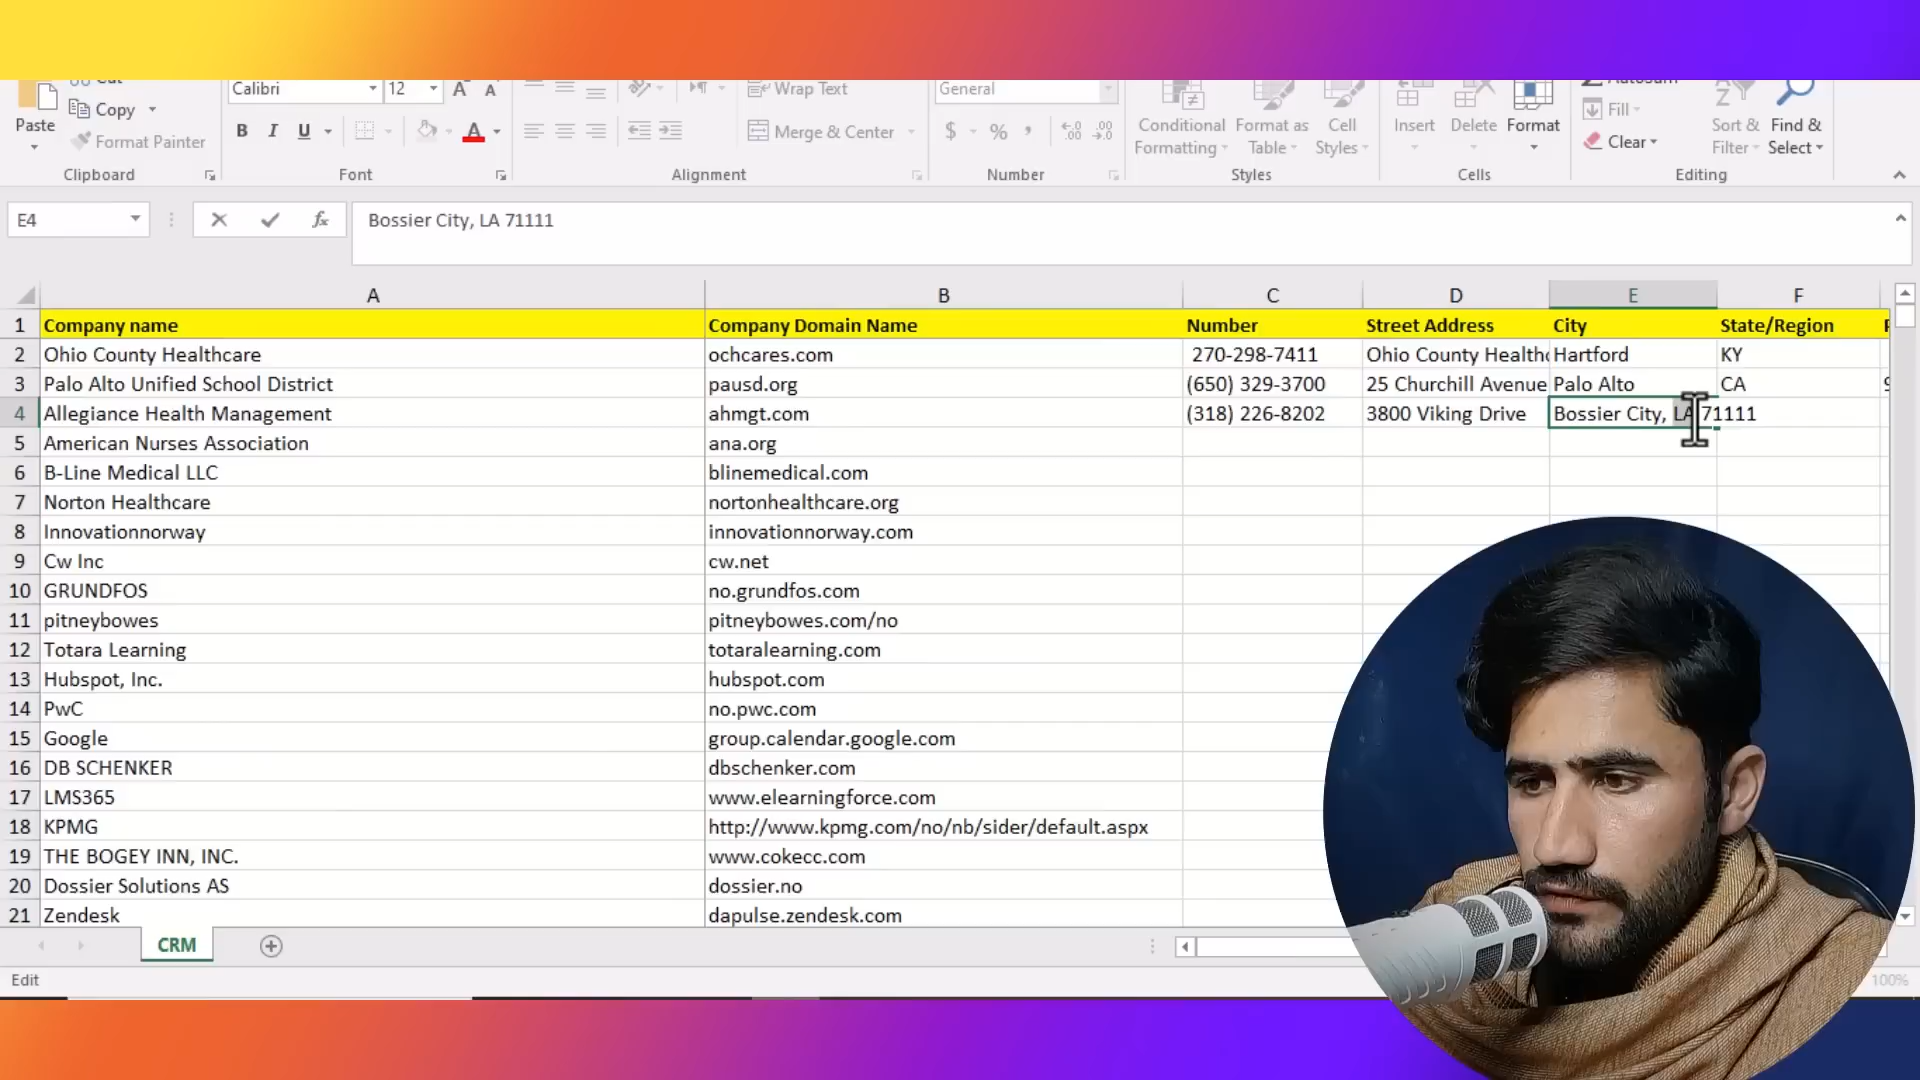 Cut
Calibri
12
A
A
Wrap Text
General
Autosum
Paste
Copy
Format Painter
B
I
U
A
Merge & Center
$
%
Conditional Formatting
Format as Table
Cell Styles
Insert
Delete
Format
Fill
Clear
Sort & Filter
Find & Select
Clipboard
Font
Alignment
Number
Styles
Cells
Editing
E4
fx
Bossier City, LA 71111
A B C D E F
1 Company name Company Domain Name Number Street Address City State/Region
2 Ohio County Healthcare ochcares.com 270-298-7411 Ohio County Healthc Hartford KY
3 Palo Alto Unified School District pausd.org (650) 329-3700 25 Churchill Avenue Palo Alto CA 9
4 Allegiance Health Management ahmgt.com (318) 226-8202 3800 Viking Drive Bossier City, LA 71111
5 American Nurses Association ana.org
6 B-Line Medical LLC blinemedical.com
7 Norton Healthcare nortonhealthcare.org
8 Innovationnorway innovationnorway.com
9 Cw Inc cw.net
10 GRUNDFOS no.grundfos.com
11 pitneybowes pitneybowes.com/no
12 Totara Learning totaralearning.com
13 Hubspot, Inc. hubspot.com
14 PwC no.pwc.com
15 Google group.calendar.google.com
16 DB SCHENKER dbschenker.com
17 LMS365 www.elearningforce.com
18 KPMG http://www.kpmg.com/no/nb/sider/default.aspx
19 THE BOGEY INN, INC. www.cokecc.com
20 Dossier Solutions AS dossier.no
21 Zendesk dapulse.zendesk.com
CRM
Edit
100%